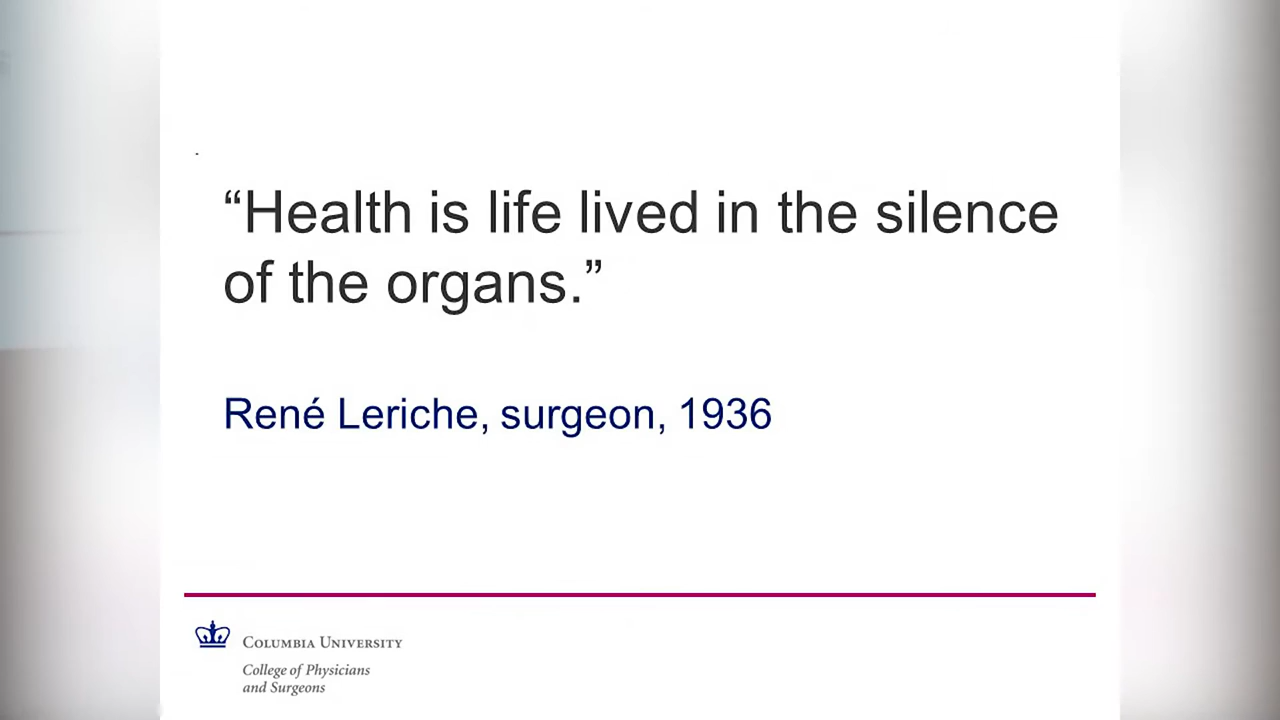 “Health is life lived in the silence
of the organs.”
René Leriche, surgeon, 1936
Columbia University
College of Physicians
and Surgeons